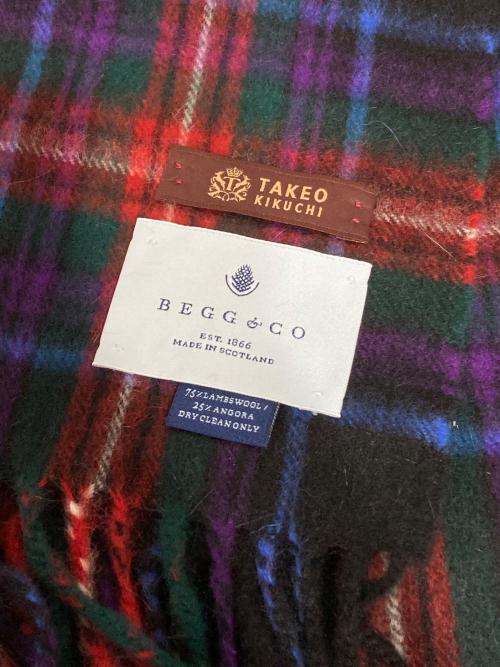 TAKEO
KIKUCHI
BEGG & CO
EST. 1866
MADE IN SCOTLAND
75% LAMBSWOOL /
25% ANGORA
DRY CLEAN ONLY